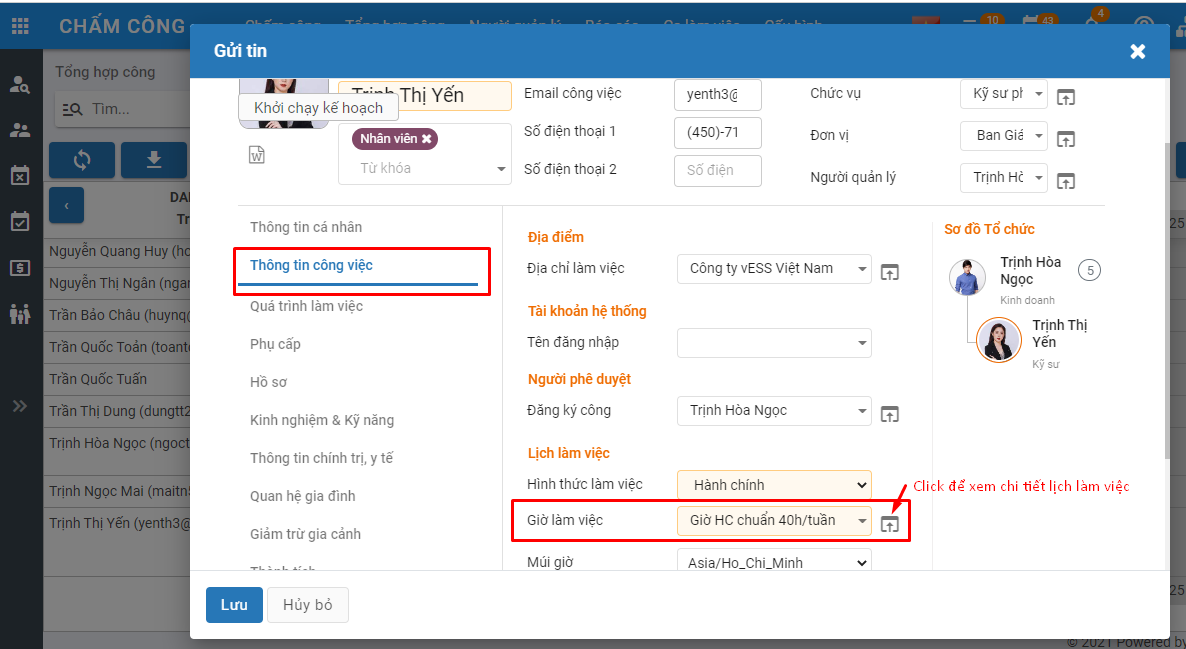 CHẤM CÔNG
Chấm công Tổng hợp công Người quản lý Báo cáo Ca làm việc Cấu hình
10
43
4
Gửi tin
Tổng hợp công
Tìm...
Nguyễn Quang Huy (ho
Nguyễn Thị Ngân (ngar
Trần Bảo Châu (huynq@
Trần Quốc Toản (toant
Trần Quốc Tuấn
Trần Thị Dung (dungtt2
Trịnh Hòa Ngọc (ngoct
Trịnh Ngọc Mai (maitn5
Trịnh Thị Yến (yenth3@
Trịnh Thị Yến
Khởi chạy kế hoạch
Nhân viên
Từ khóa
Email công việc
yenth3@
Số điện thoại 1
(450)-71
Số điện thoại 2
Số điện
Chức vụ
Kỹ sư ph
Đơn vị
Ban Giá
Người quản lý
Trịnh Hò
Thông tin cá nhân
Thông tin công việc
Quá trình làm việc
Phụ cấp
Hồ sơ
Kinh nghiệm & Kỹ năng
Thông tin chính trị, y tế
Quan hệ gia đình
Giảm trừ gia cảnh
Thành tích
Địa điểm
Địa chỉ làm việc
Công ty vESS Việt Nam
Tài khoản hệ thống
Tên đăng nhập
Người phê duyệt
Đăng ký công
Trịnh Hòa Ngọc
Lịch làm việc
Hình thức làm việc
Hành chính
Giờ làm việc
Giờ HC chuẩn 40h/tuần
Múi giờ
Asia/Ho_Chi_Minh
Click để xem chi tiết lịch làm việc
Sơ đồ Tổ chức
Trịnh Hòa
Ngọc
5
Kinh doanh
Trịnh Thị
Yến
Kỹ sư
25
25
Lưu
Hủy bỏ
© 2021 Powered by